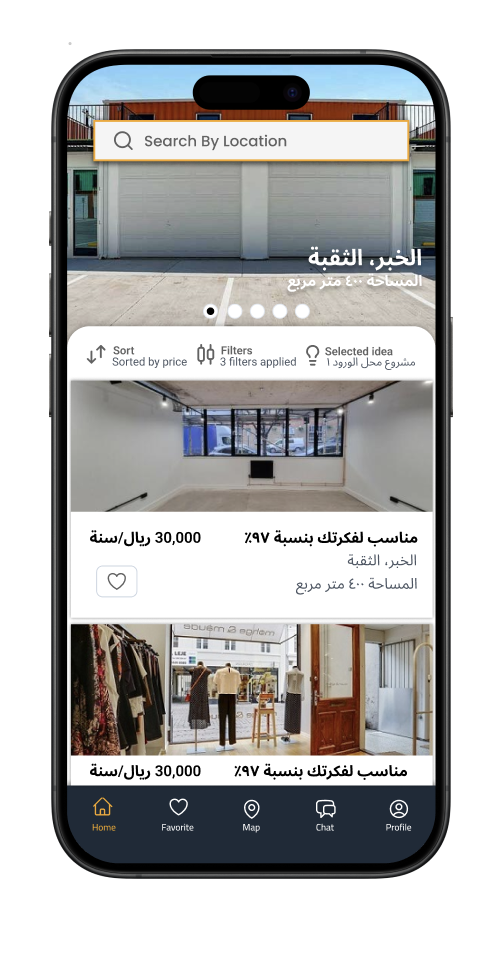 Search By Location
الخبر، الثقبة
المساحة ٤٠٠ متر مربع
Sort
Sorted by price
Filters
3 filters applied
Selected idea
مشروع محل الورود ١
مناسب لفكرتك بنسبة ٩٧٪
30,000 ريال/سنة
الخبر، الثقبة
المساحة ٤٠٠ متر مربع
مناسب لفكرتك بنسبة ٩٧٪
30,000 ريال/سنة
Home
Favorite
Map
Chat
Profile